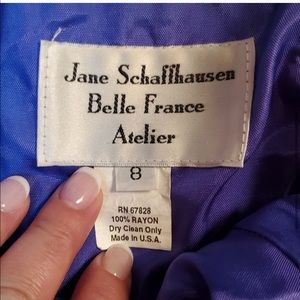 Jane Schaffhausen
Belle France
Atelier
8
RN 67828
100% RAYON
Dry Clean Only
Made in U.S.A.